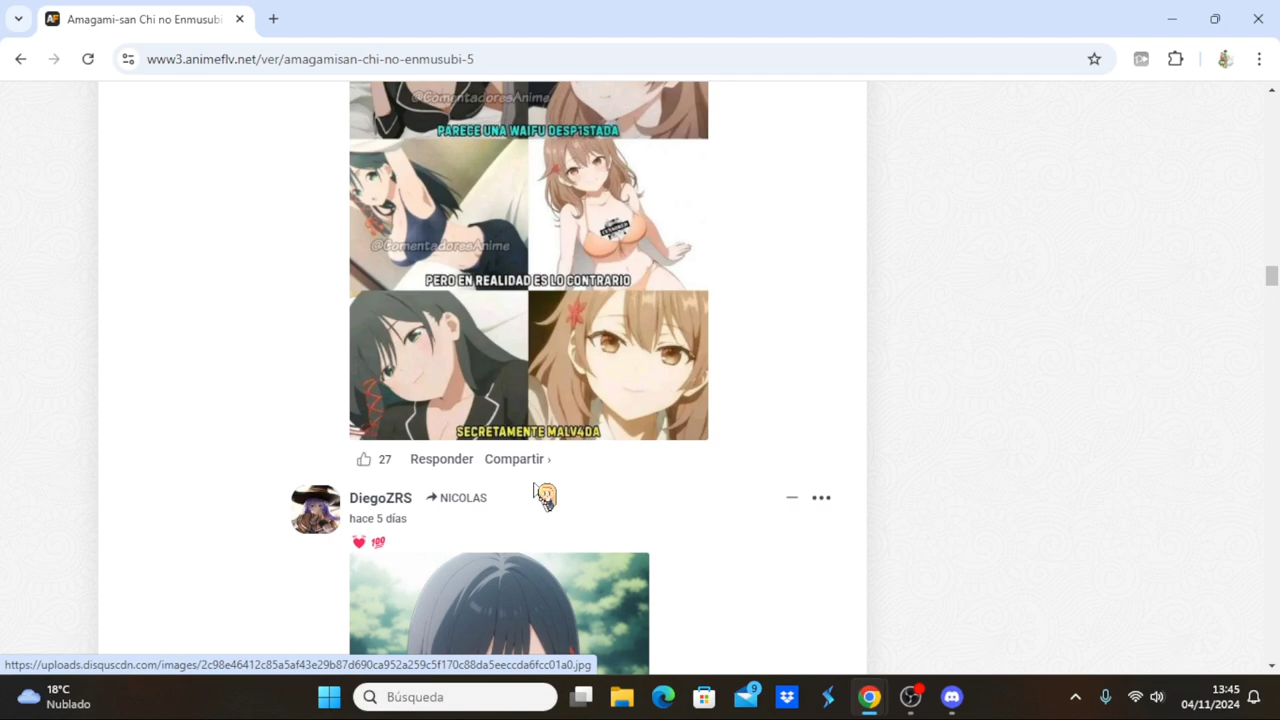 Amagami-san Chi no Enmusubi
www3.animeflv.net/ver/amagamisan-chi-no-enmusubi-5
@ComentadoresAnime
PARECE UNA WAIFU DESP1STADA
@ComentadoresAnime
CENSORED
PERO EN REALIDAD ES LO CONTRARIO
SECRETAMENTE MALV4DA
27 Responder Compartir ›
DiegoZRS NICOLAS
hace 5 días
💓 💯
https://uploads.disquscdn.com/images/2c98e46412c85a5af43e29b87d690ca952a259c5f170c88da5eeccda6fcc01a0.jpg
18°C
Nublado
Búsqueda
9
13:45
04/11/2024